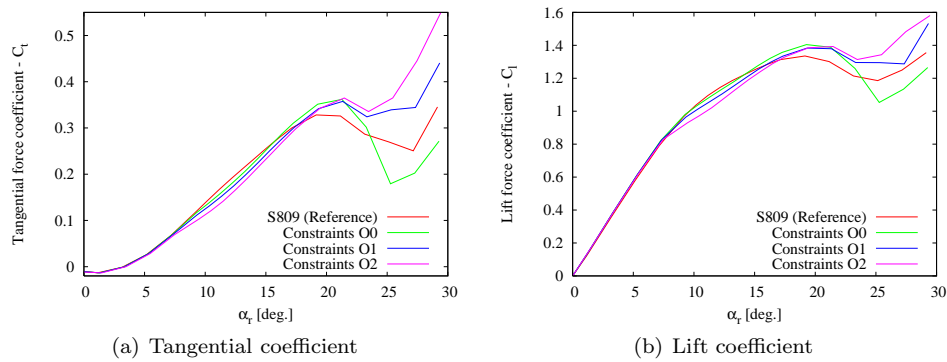 Tangential force coefficient - C_l
0.5
0.4
0.3
0.2
0.1
0
S809 (Reference)
Constraints O0
Constraints O1
Constraints O2
0 5 10 15 20 25 30
α_r [deg.]
(a) Tangential coefficient
Lift force coefficient - C_l
1.6
1.4
1.2
1
0.8
0.6
0.4
0.2
0
S809 (Reference)
Constraints O0
Constraints O1
Constraints O2
0 5 10 15 20 25 30
α_r [deg.]
(b) Lift coefficient